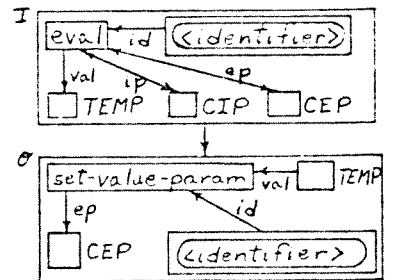 I
eval id <identifier>
val ip ep
TEMP CIP CEP
O
set-value-param val TEMP
ep id
CEP <identifier>